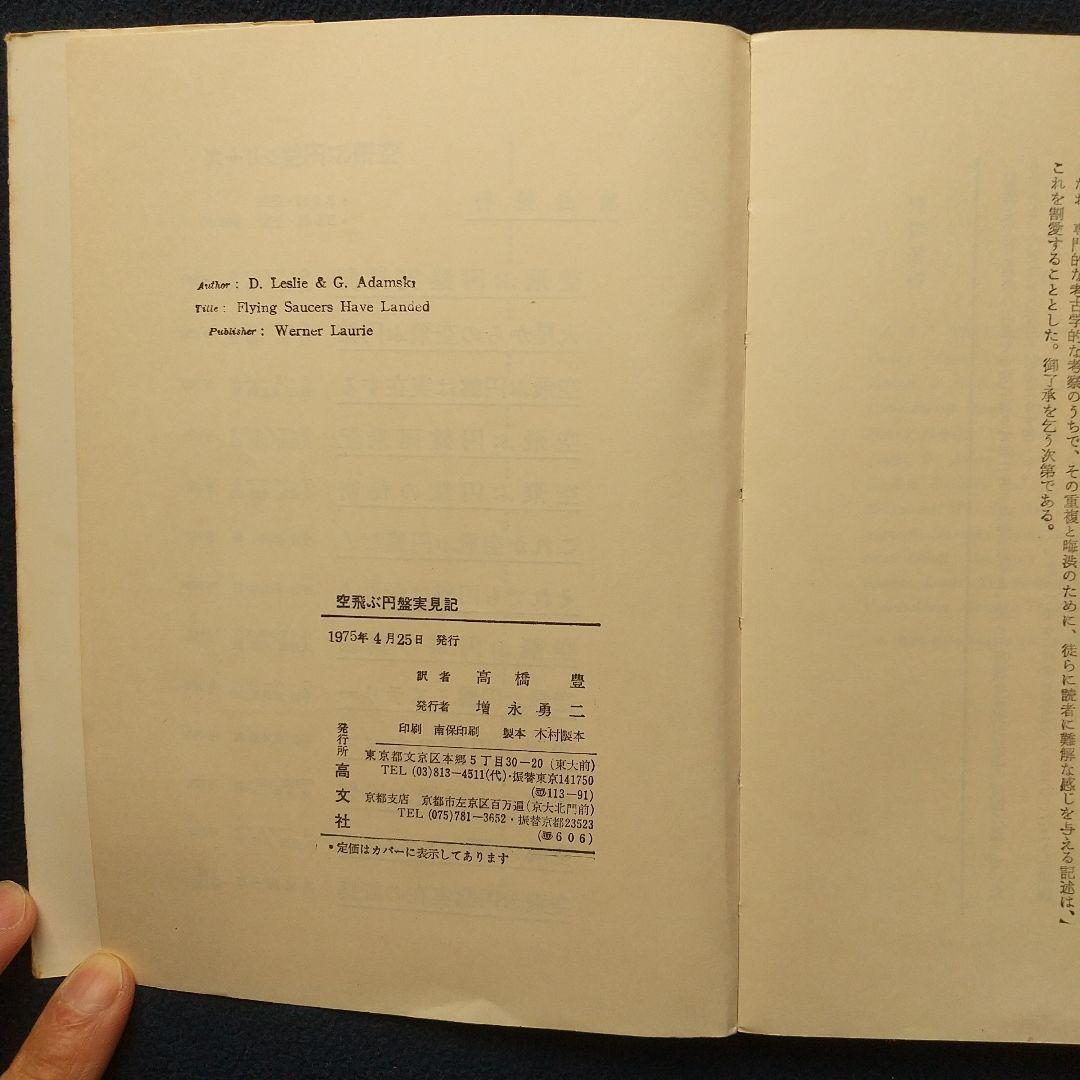 Author : D. Leslie & G. Adamski
Title : Flying Saucers Have Landed
Publisher : Werner Laurie
空飛ぶ円盤実見記
1975年4月25日 発行
訳者 高橋 豊
発行者 増永勇二
印刷 南保印刷 製本 木村製本
発行所 高文社
東京都文京区本郷5丁目30−20(東大前)
TEL (03)813−4511(代)・振替東京141750
(〠113−91)
京都支店 京都市左京区百万遍(京大北門前)
TEL (075)781−3652・振替京都23523
(〠606)
・定価はカバーに表示してあります
専門的な考古学的な考察のうちで、その重複と晦渋のために、徒らに読者に難解な感じを与える記述は、
これを割愛することとした。御了承を乞う次第である。